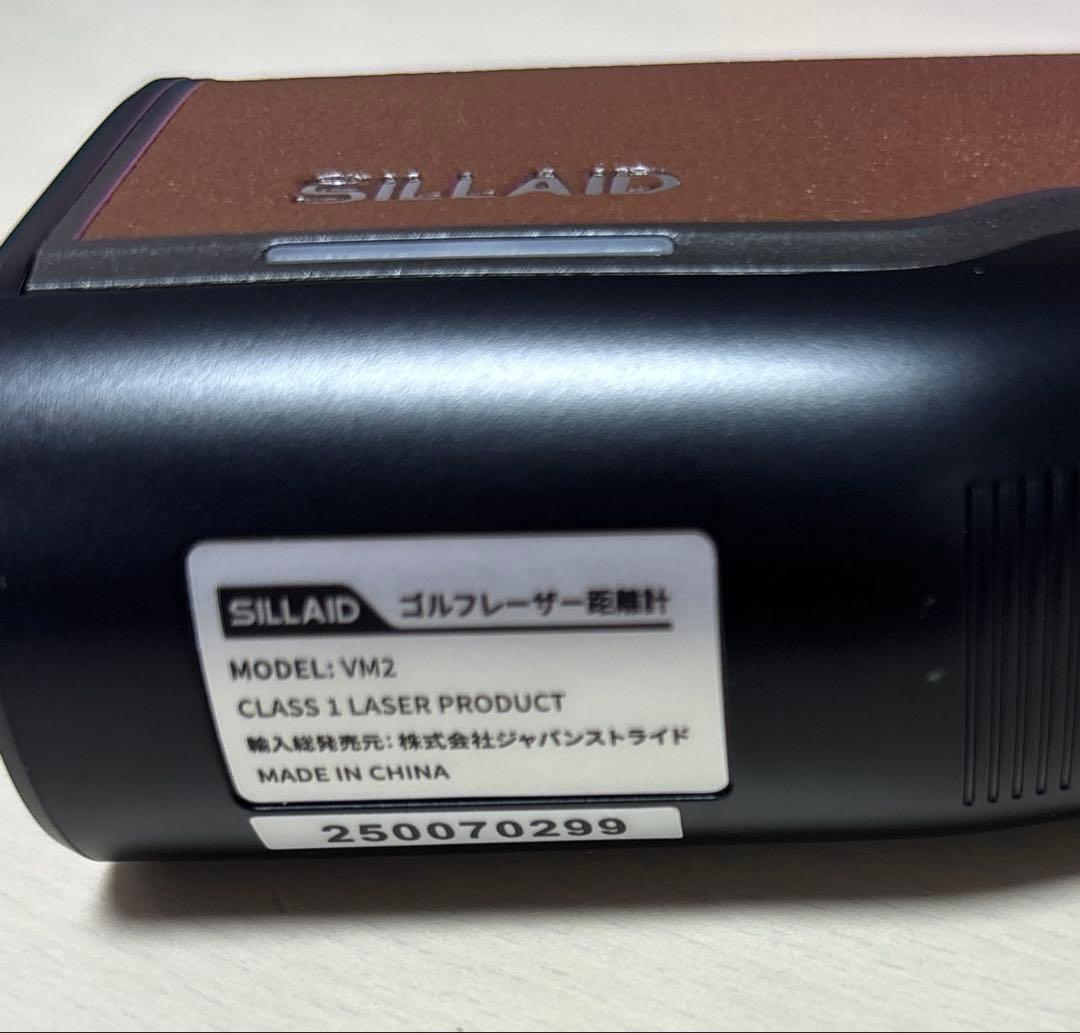 SILLAID
SILLAID ゴルフレーザー距離計
MODEL: VM2
CLASS 1 LASER PRODUCT
輸入総発売元:株式会社ジャパンストライド
MADE IN CHINA
250070299